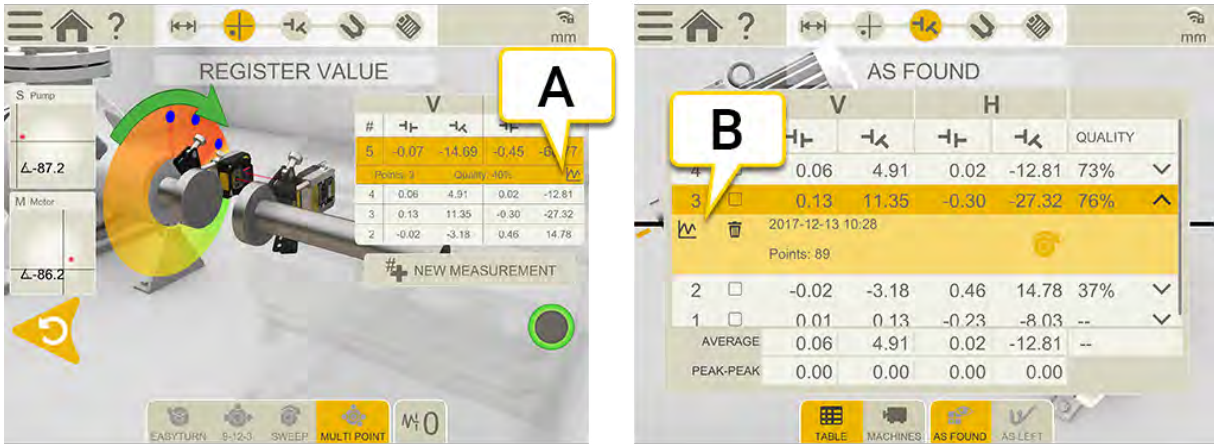 ?
mm
REGISTER VALUE
A
S Pump
∡-87.2
M Motor
∡-86.2
V
#
5 -0.07 -14.69 -0.45
Points: 3 Quality: 40%
4 0.06 4.91 0.02 -12.81
3 0.13 11.35 -0.30 -27.32
2 -0.02 -3.18 0.46 14.78
# NEW MEASUREMENT
EASYTURN 9-12-3 SWEEP MULTI POINT
0
?
mm
AS FOUND
B
V H
QUALITY
4 0.06 4.91 0.02 -12.81 73%
3 0.13 11.35 -0.30 -27.32 76%
2017-12-13 10:28
Points: 89
2 -0.02 -3.18 0.46 14.78 37%
1 0.01 0.13 -0.23 -8.03 --
AVERAGE 0.06 4.91 0.02 -12.81 --
PEAK-PEAK 0.00 0.00 0.00 0.00
TABLE MACHINES AS FOUND AS LEFT